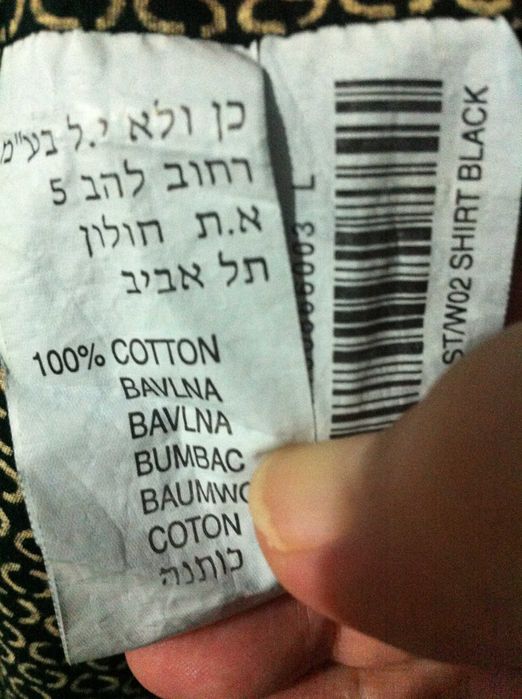 כן ולא י.ל בע"מ
רחוב להב 5
א.ת חולון
תל אביב
100% COTTON
BAVLNA
BAVLNA
BUMBAC
COTON
כותנה
L
ST/W02 SHIRT BLACK